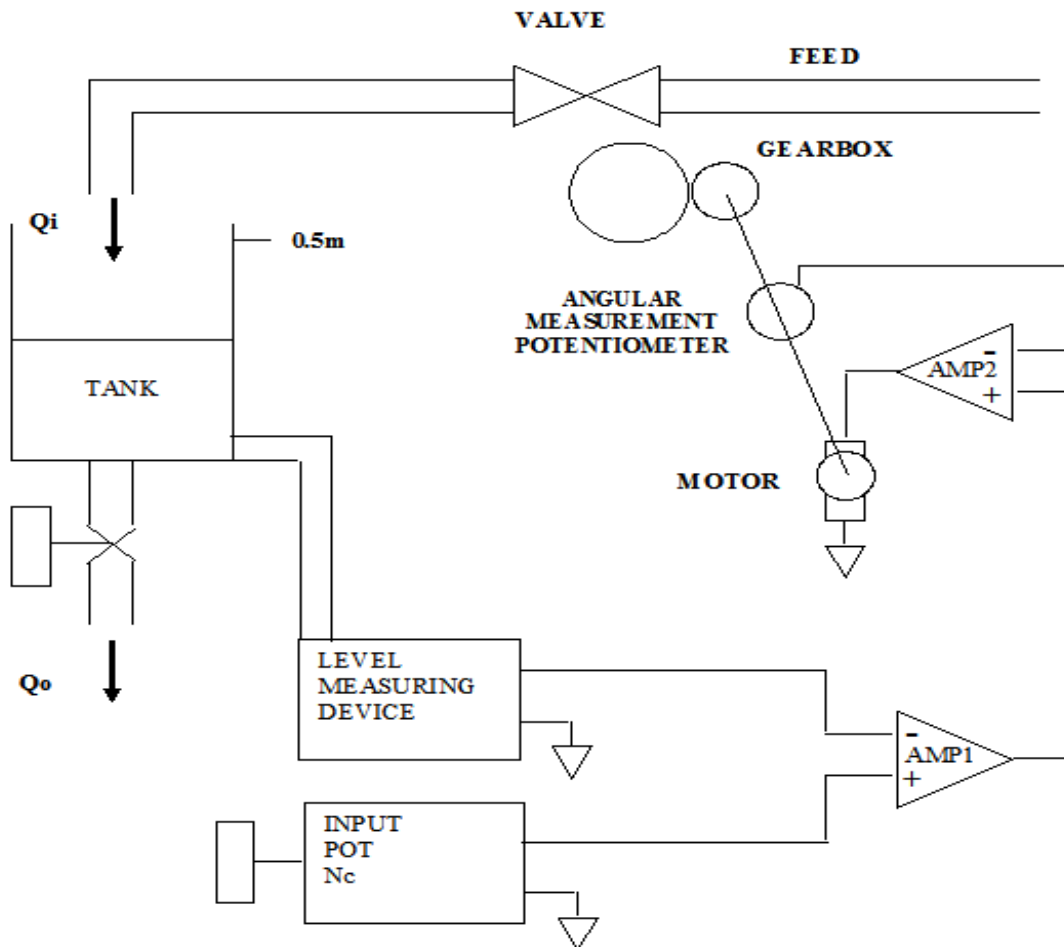 VALVE
FEED
GEARBOX
Qi
0.5m
ANGULAR
MEASUREMENT
POTENTIOMETER
-
AMP2
+
TANK
MOTOR
Qo
LEVEL
MEASURING
DEVICE
-
AMP1
+
INPUT
POT
Nc